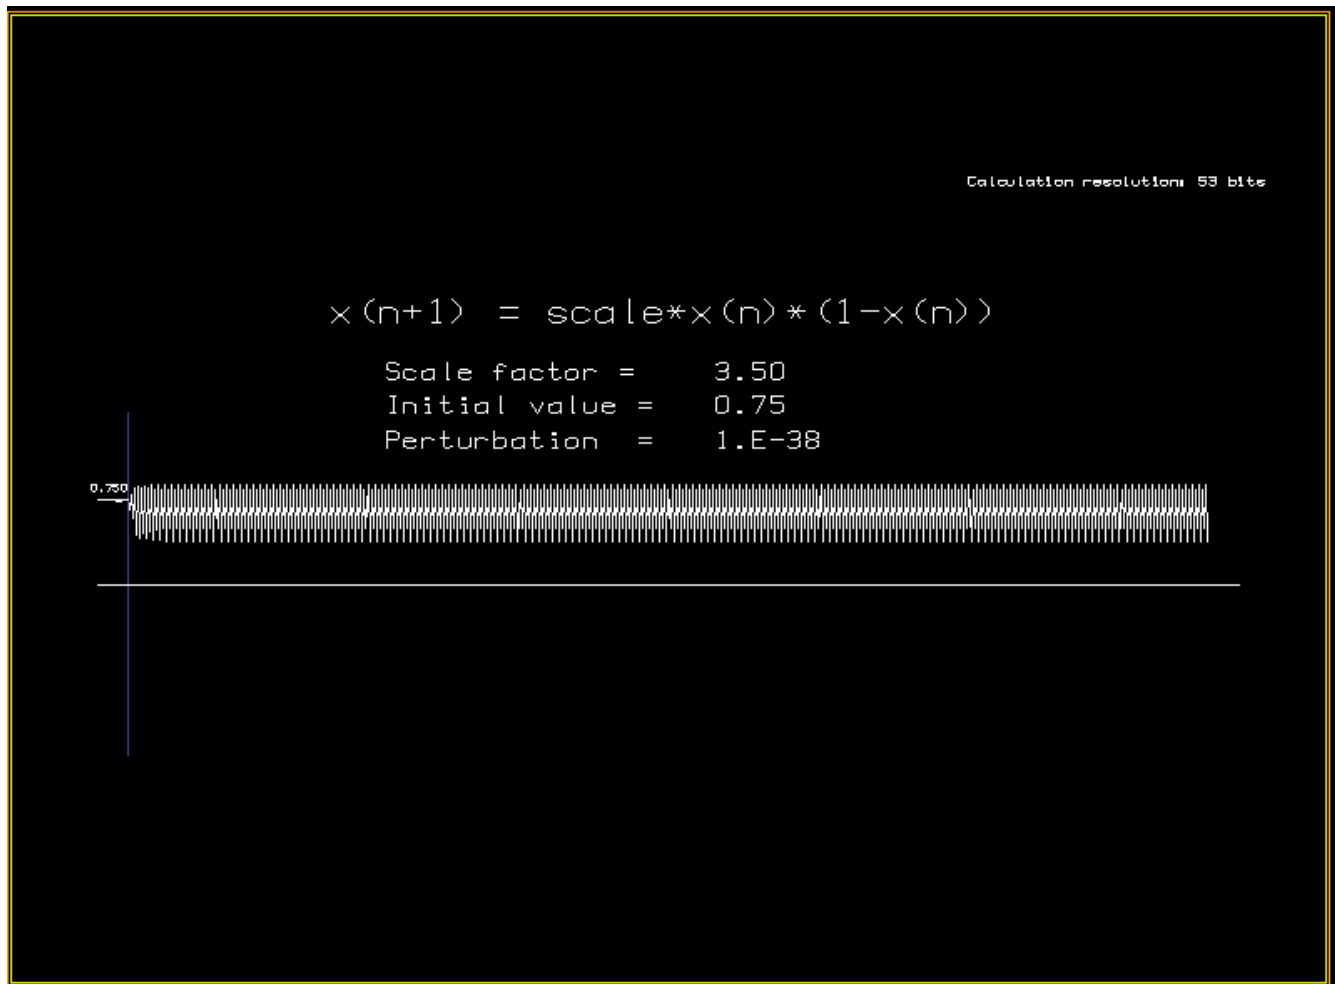 Calculation resolution: 53 bits
x(n+1) = scale*x(n)*(1-x(n))
Scale factor = 3.50
Initial value = 0.75
Perturbation = 1.E-38
0.750